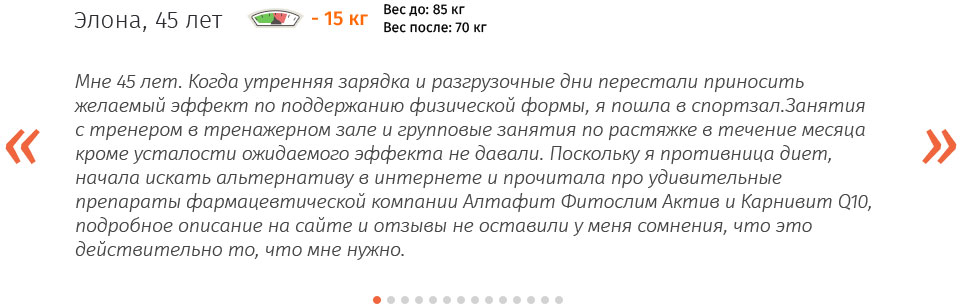 Элона, 45 лет
- 15 кг
Вес до: 85 кг
Вес после: 70 кг
Мне 45 лет. Когда утренняя зарядка и разгрузочные дни перестали приносить
желаемый эффект по поддержанию физической формы, я пошла в спортзал.Занятия
с тренером в тренажерном зале и групповые занятия по растяжке в течение месяца
кроме усталости ожидаемого эффекта не давали. Поскольку я противница диет,
начала искать альтернативу в интернете и прочитала про удивительные
препараты фармацевтической компании Алтафит Фитослим Актив и Карнивит Q10,
подробное описание на сайте и отзывы не оставили у меня сомнения, что это
действительно то, что мне нужно.